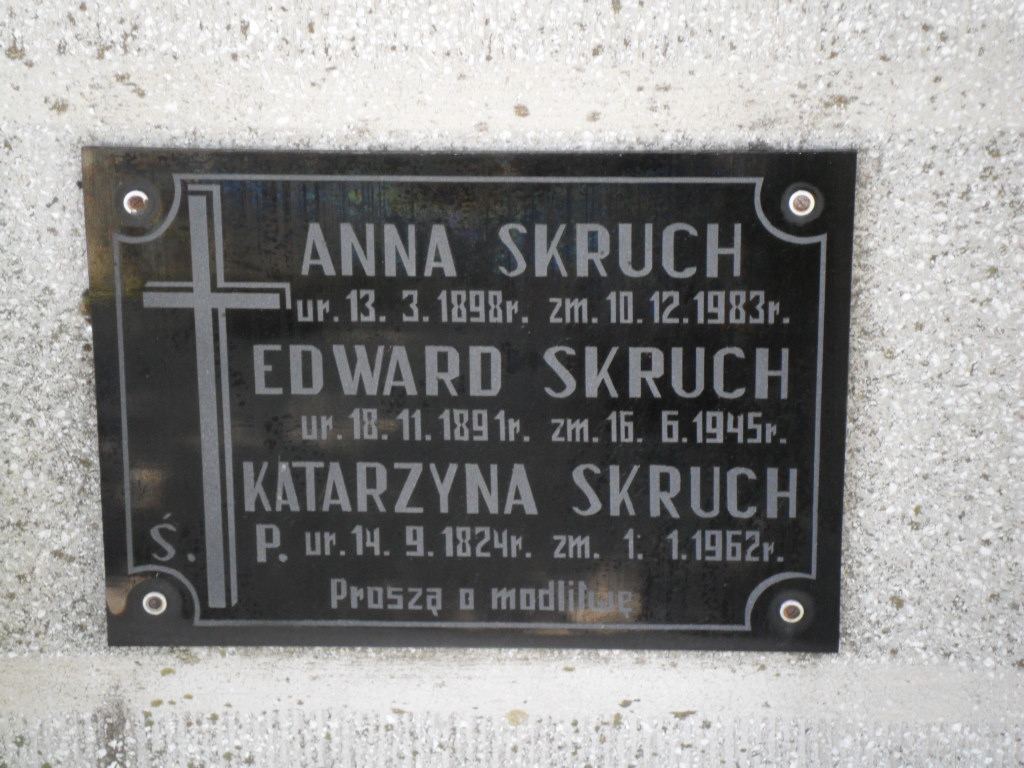 ANNA SKRUCH
ur. 13. 3. 1898r. zm. 10. 12. 1983r.
EDWARD SKRUCH
ur. 18. 11. 1891r. zm. 16. 6. 1945r.
KATARZYNA SKRUCH
Ś. P. ur. 14. 9. 1824r. zm. 1. 1. 1962r.
Proszą o modlitwę